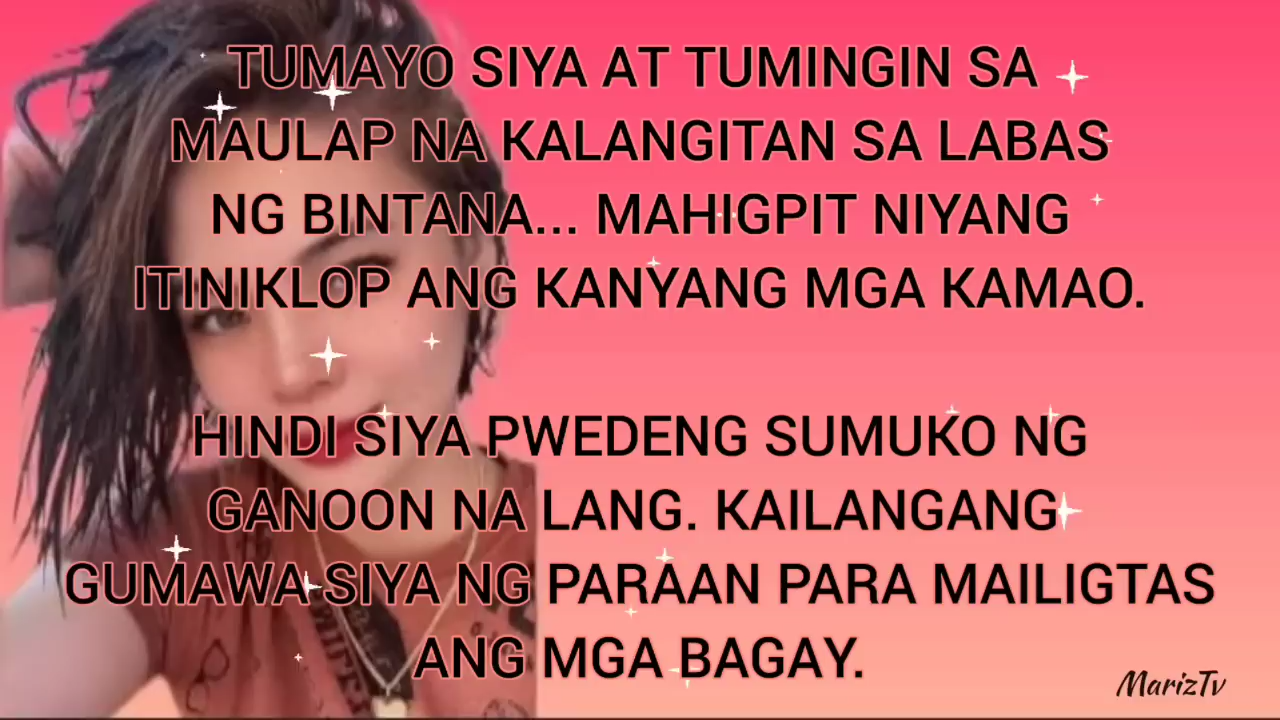 TUMAYO SIYA AT TUMINGIN SA
MAULAP NA KALANGITAN SA LABAS
NG BINTANA... MAHIGPIT NIYANG
ITINIKLOP ANG KANYANG MGA KAMAO.
HINDI SIYA PWEDENG SUMUKO NG
GANOON NA LANG. KAILANGANG
GUMAWA SIYA NG PARAAN PARA MAILIGTAS
ANG MGA BAGAY.
MarizTv